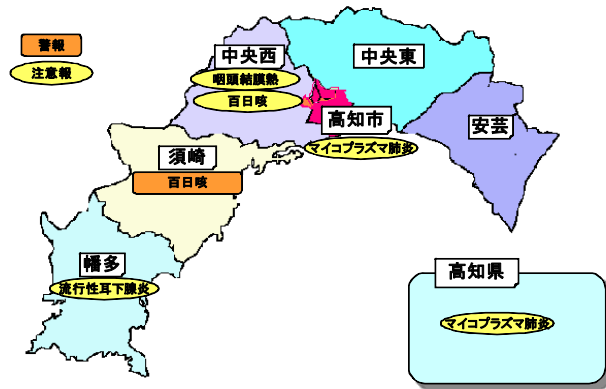 警報
注意報
中央西
咽頭結膜熱
百日咳
中央東
高知市
マイコプラズマ肺炎
安芸
須崎
百日咳
幡多
流行性耳下腺炎
高知県
マイコプラズマ肺炎